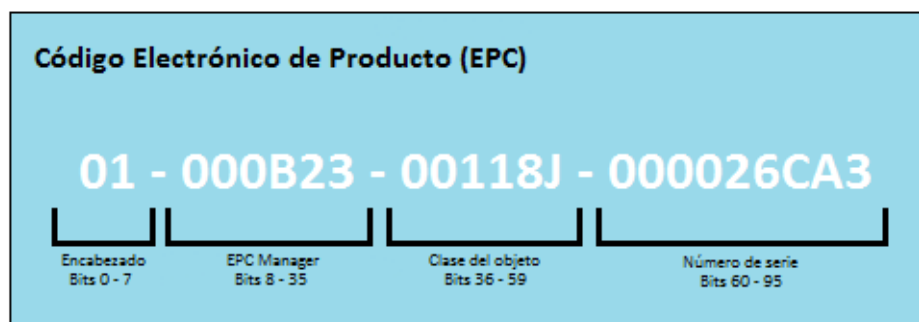 Código Electrónico de Producto (EPC)
01 - 000B23 - 00118J - 000026CA3
Encabezado EPC Manager Clase del objeto Número de serie
Bits 0 - 7 Bits 8 - 35 Bits 36 - 59 Bits 60 - 95